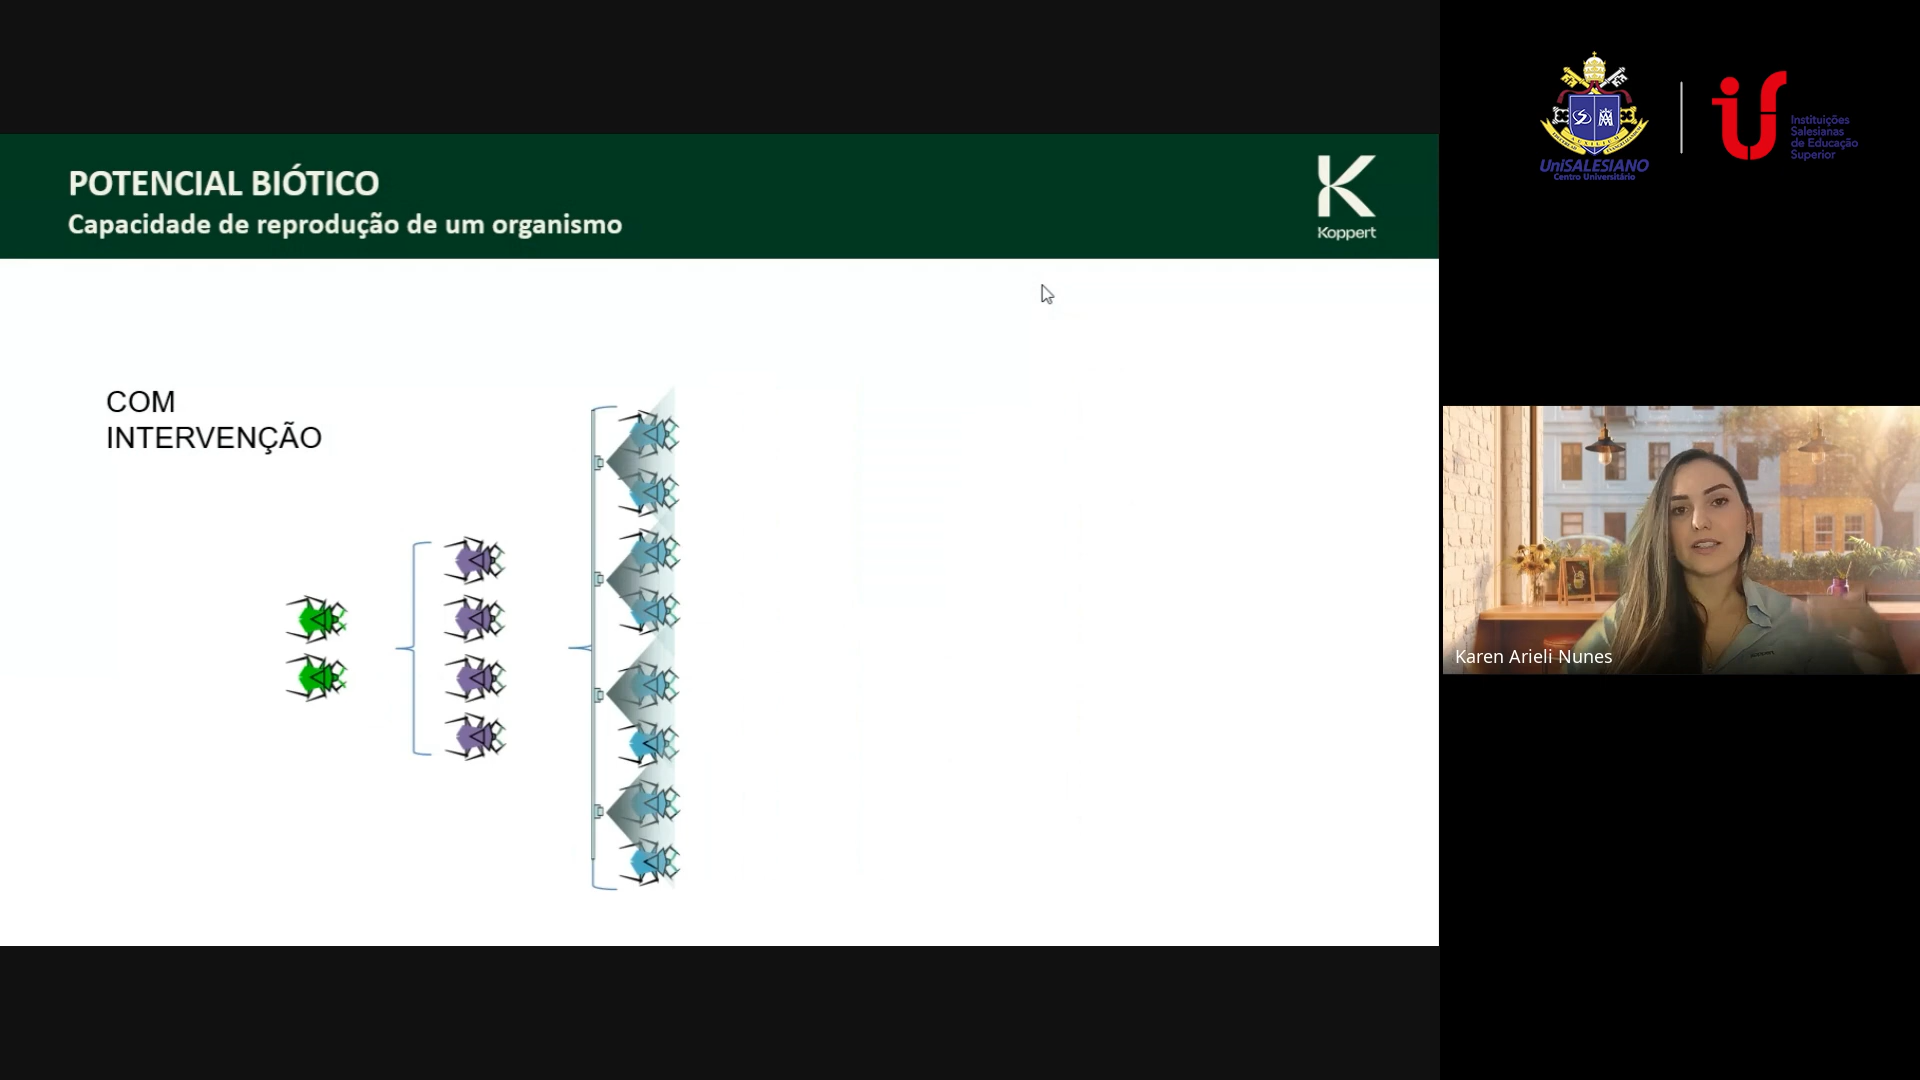 POTENCIAL BIÓTICO
Capacidade de reprodução de um organismo
Koppert
COM
INTERVENÇÃO
UniSALESIANO
Centro Universitário
Instituições
Salesianas
de Educação
Superior
Karen Arieli Nunes